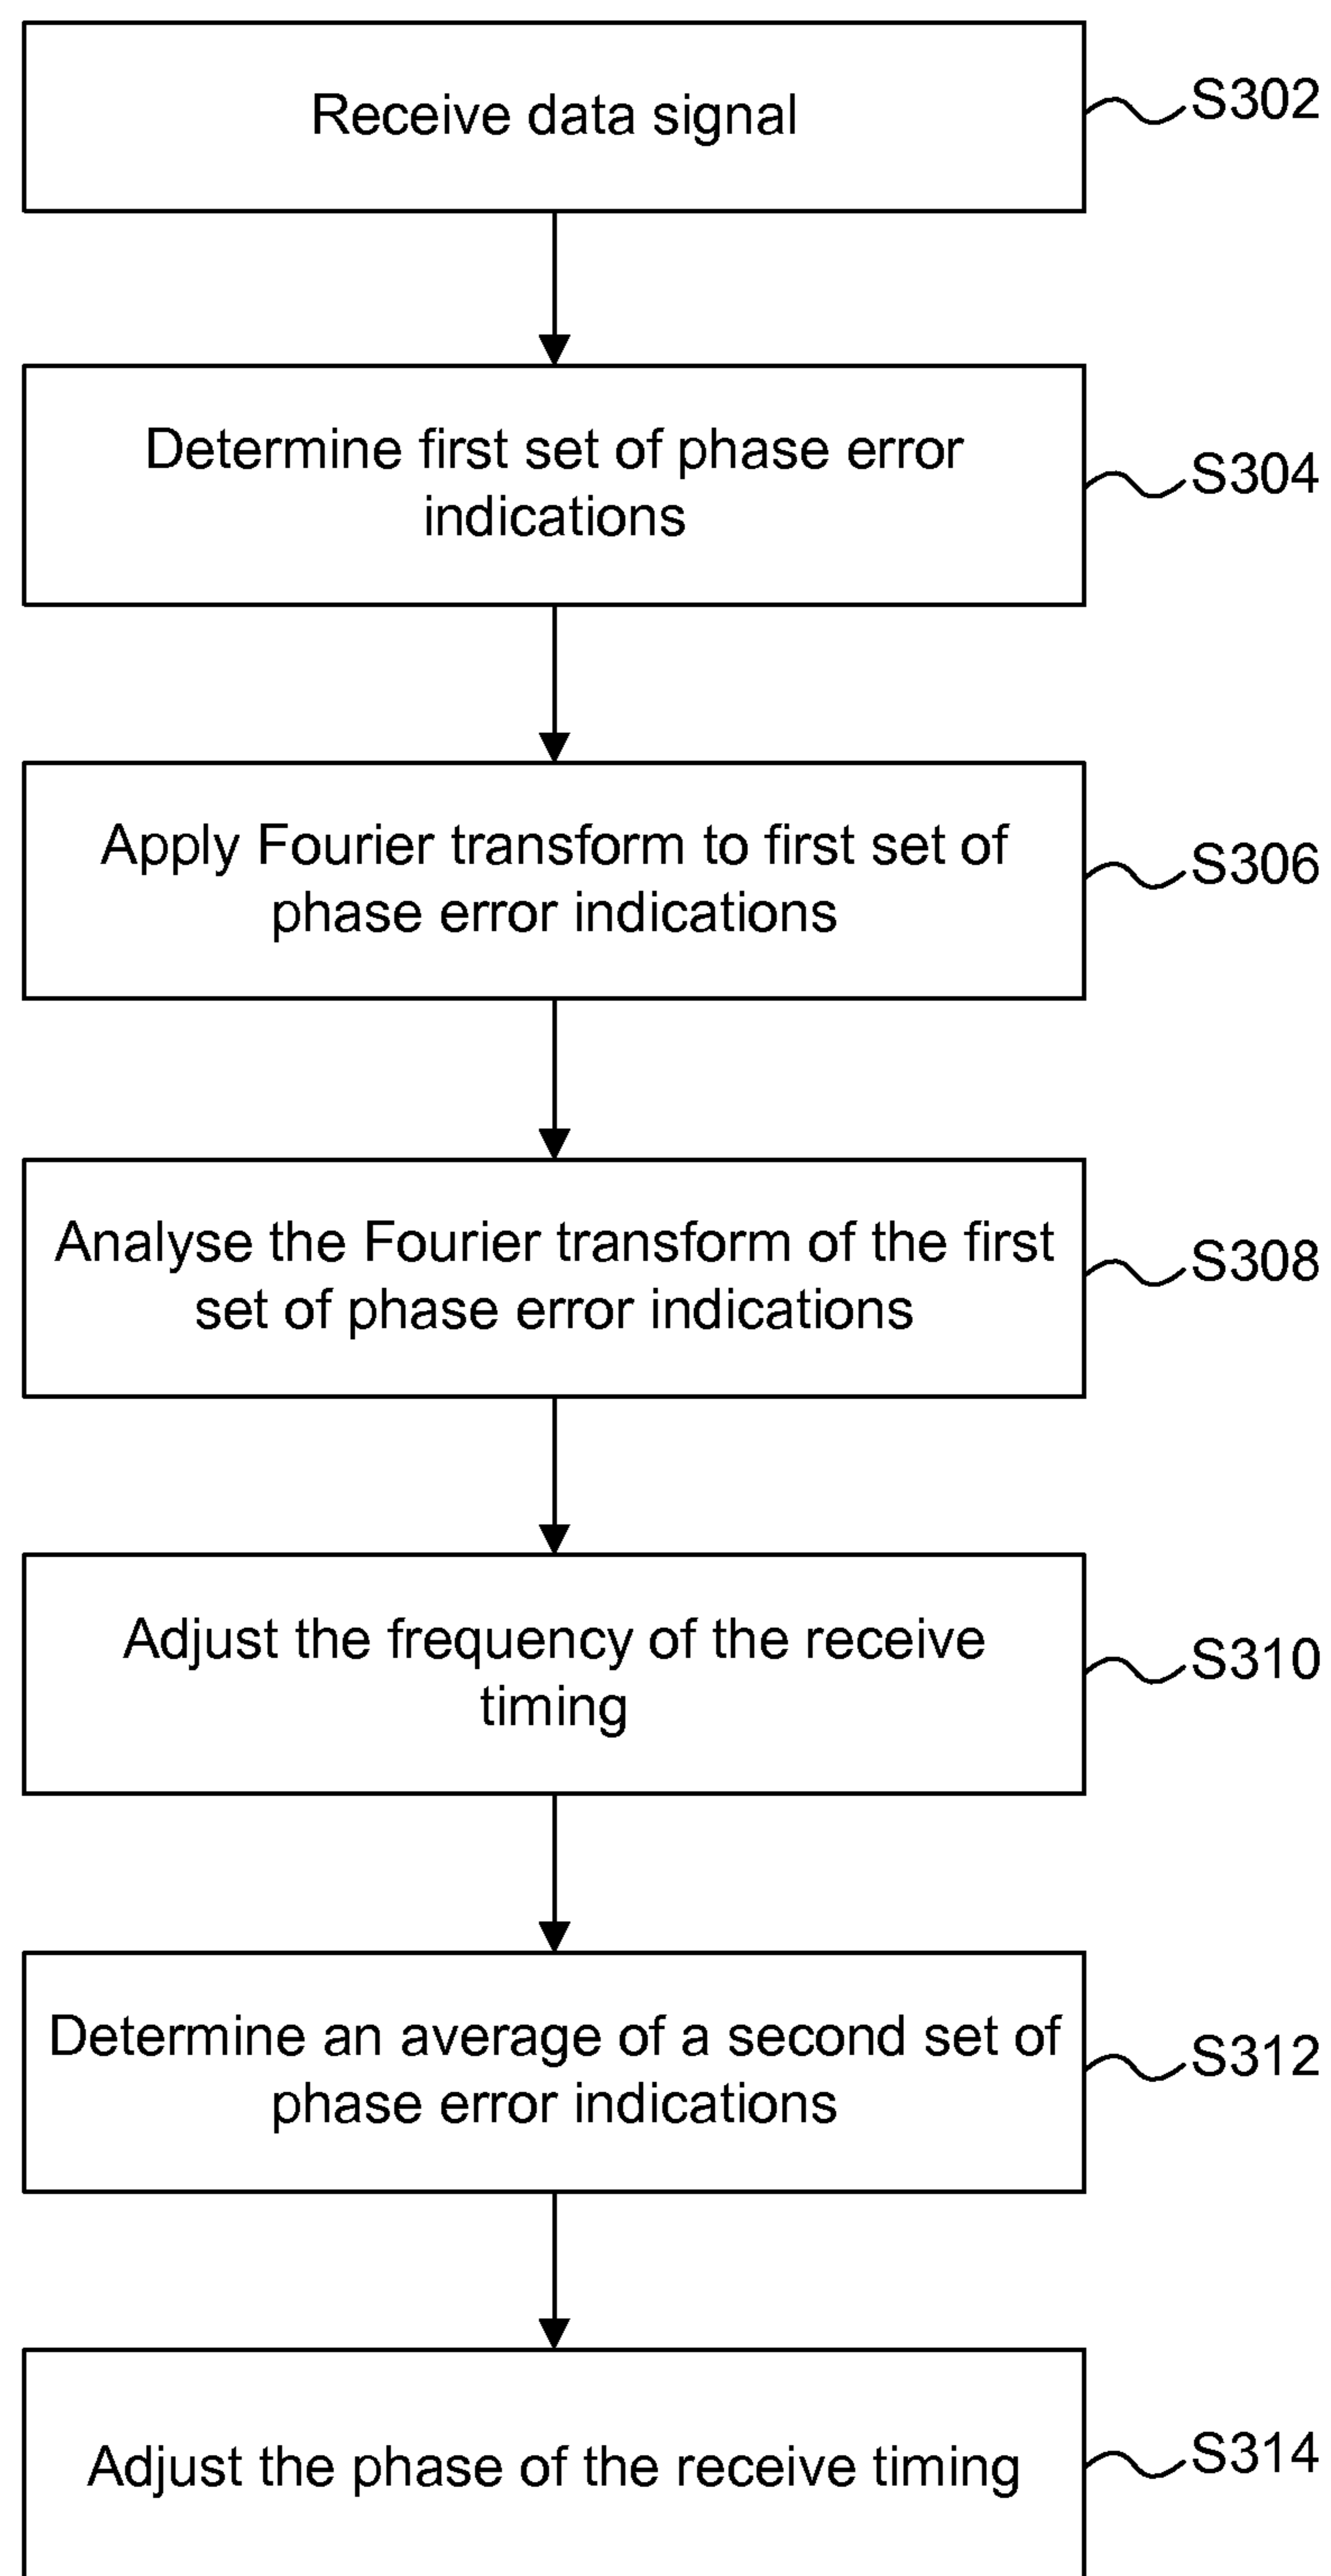 Receive data signal
S302
Determine first set of phase error
indications
S304
Apply Fourier transform to first set of
phase error indications
S306
Analyse the Fourier transform of the first
set of phase error indications
S308
Adjust the frequency of the receive
timing
S310
Determine an average of a second set of
phase error indications
S312
Adjust the phase of the receive timing
S314